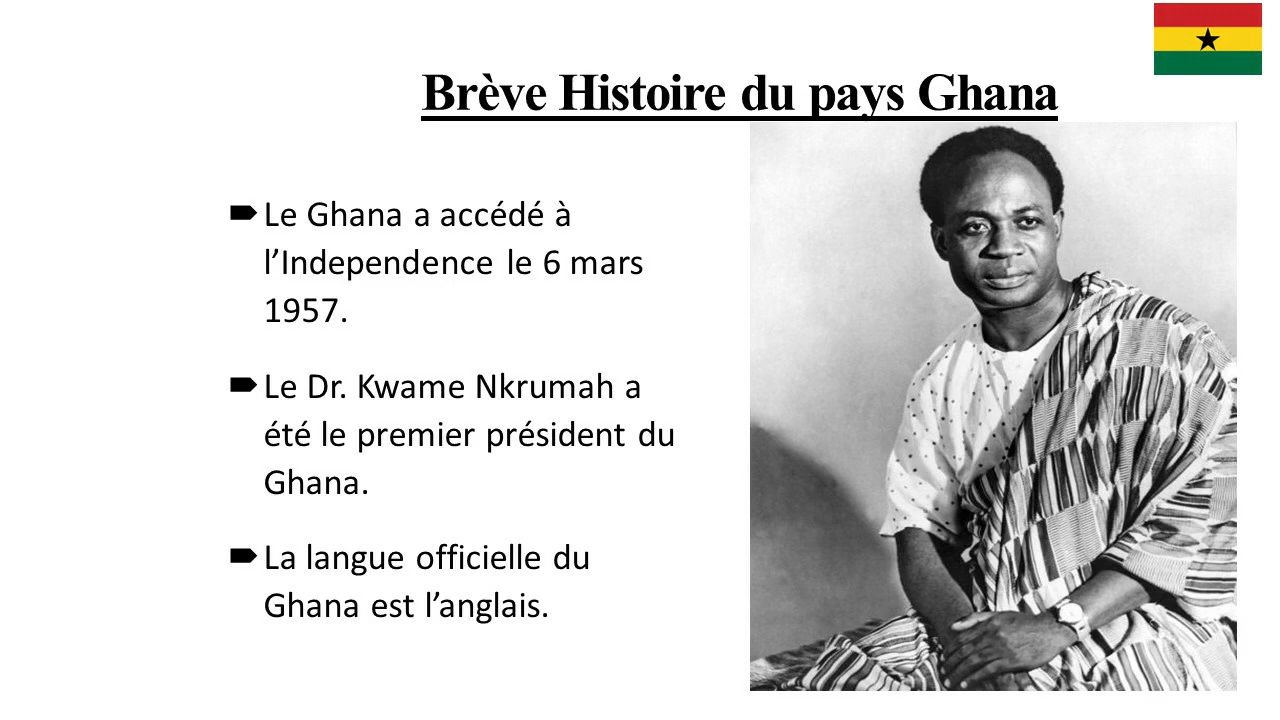 Brève Histoire du pays Ghana
Le Ghana a accédé à
l’Independence le 6 mars
1957.
Le Dr. Kwame Nkrumah a
été le premier président du
Ghana.
La langue officielle du
Ghana est l’anglais.